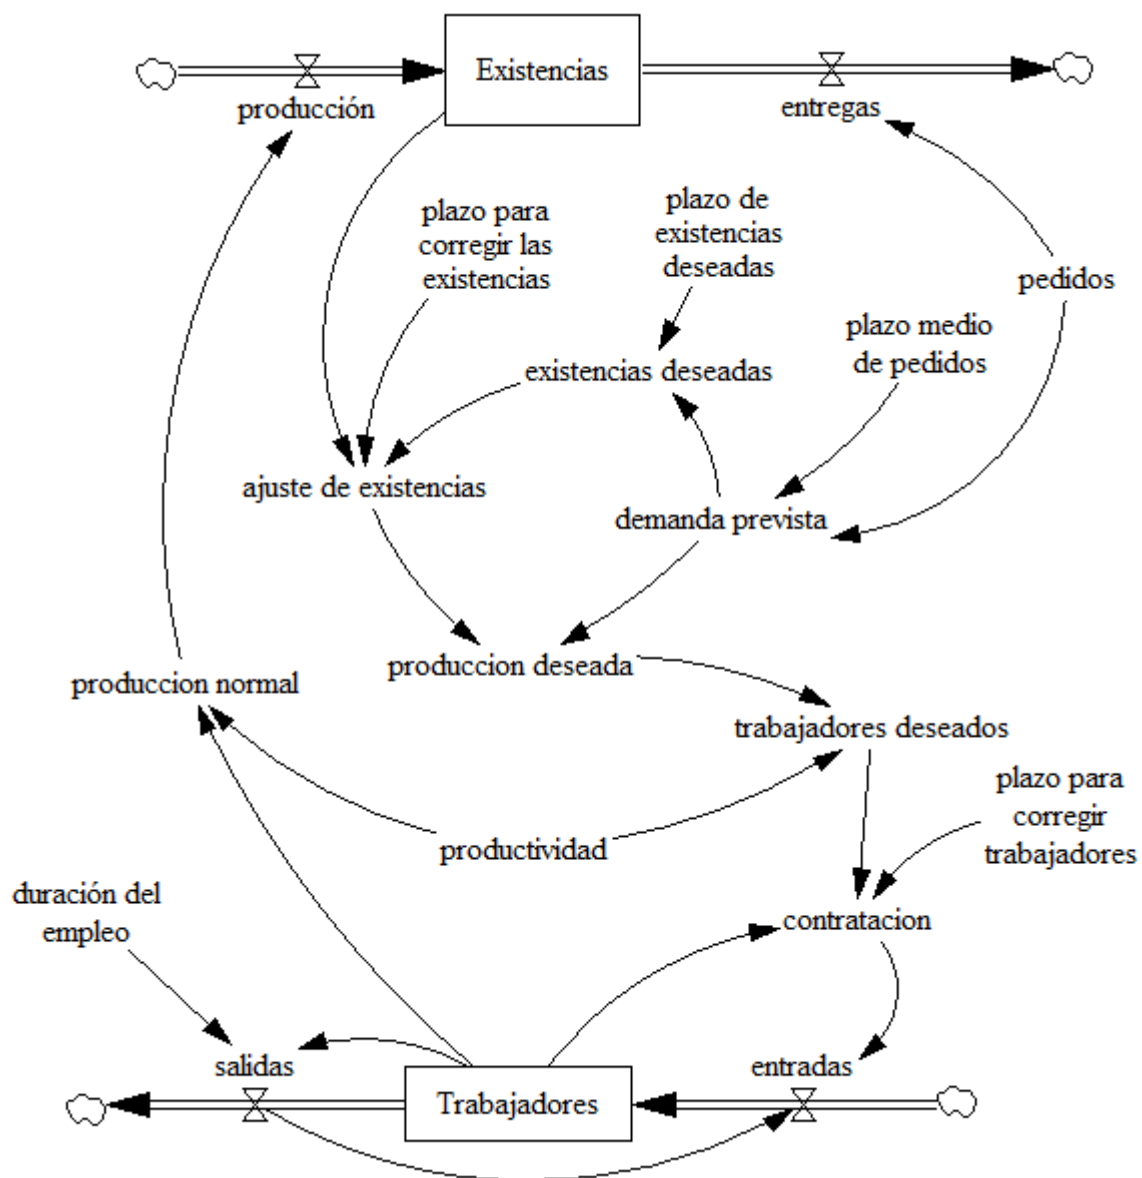 Existencias
producción
entregas
plazo para
corregir las
existencias
plazo de
existencias
deseadas
pedidos
plazo medio
de pedidos
existencias deseadas
ajuste de existencias
demanda prevista
produccion deseada
produccion normal
trabajadores deseados
plazo para
corregir
trabajadores
productividad
duración del
empleo
contratacion
salidas
entradas
Trabajadores